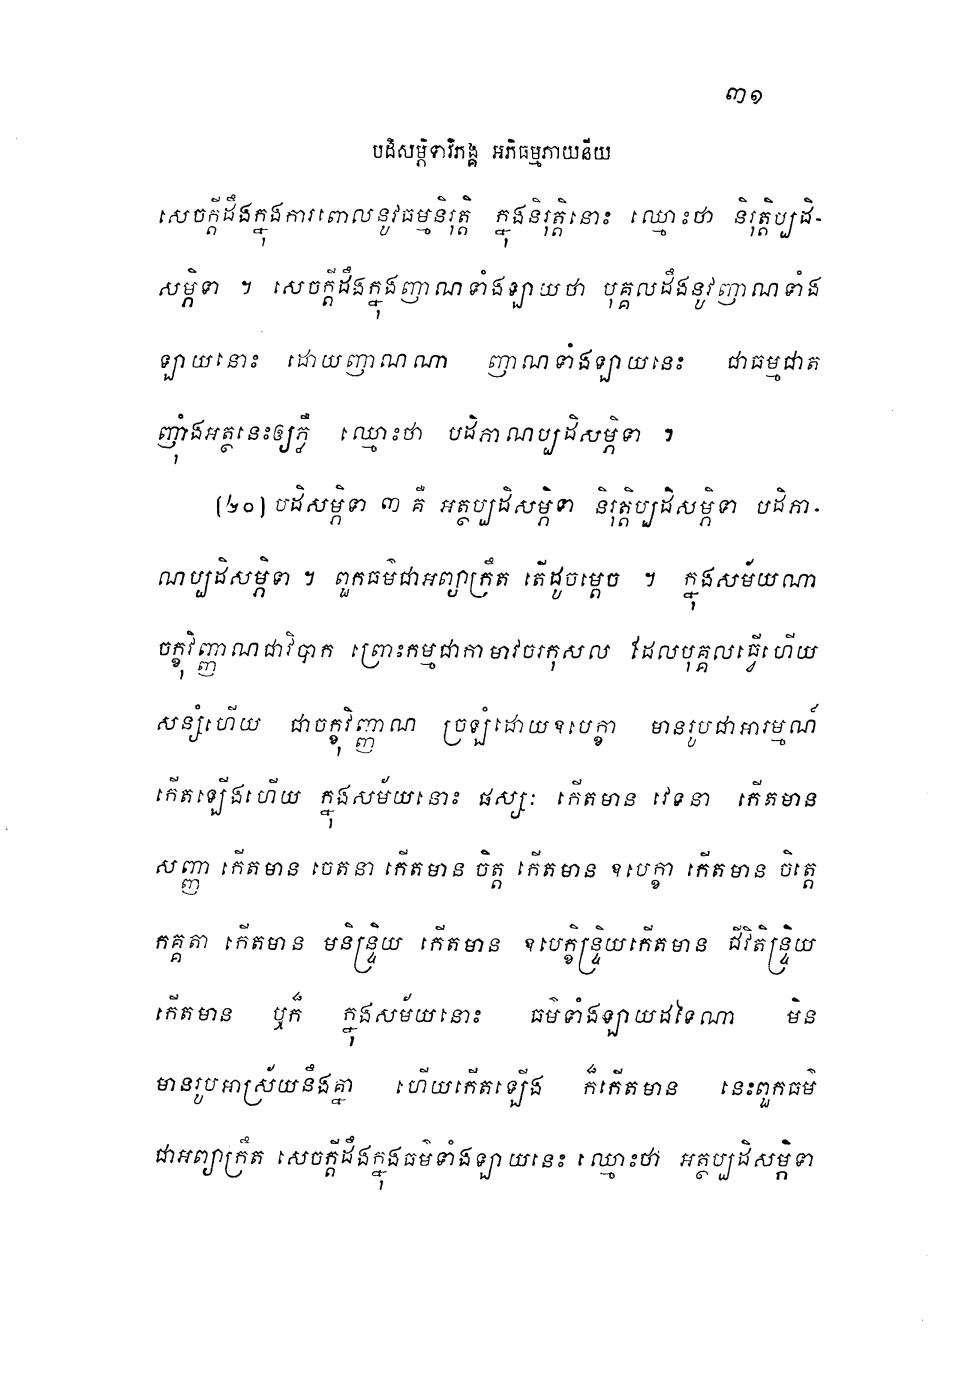 ៣១
បដិសម្ភិទាវិភង្គ អភិធម្មភាយនីយ
សេចក្តីដឹងក្នុងការពោលនូវធម្មនិរុត្តិ ក្នុងនិរុត្តិនោះ ឈ្មោះថា និរុត្តិប្បដិ-
សម្ភិទា ។ សេចក្តីដឹងក្នុងញាណទាំងឡាយថា បុគ្គលដឹងនូវញាណទាំង
ឡាយនោះ ដោយញាណណា ញាណទាំងឡាយនេះ ជាធម្មជាត
ញ៉ាំងអត្ថនេះឲ្យភ្លឺ ឈ្មោះថា បដិភាណប្បដិសម្ភិទា ។
(២០) បដិសម្ភិទា ៣ គឺ អត្ថប្បដិសម្ភិទា និរុត្តិប្បដិសម្ភិទា បដិភា-
ណប្បដិសម្ភិទា ។ ពួកធម៌ជាអព្យាក្រឹត តើដូចម្តេច ។ ក្នុងសម័យណា
ចក្ខុវិញ្ញាណជាវិបាក ព្រោះកម្មជាកាមាវចរកុសល ដែលបុគ្គលធ្វើហើយ
សន្សំហើយ ជាចក្ខុវិញ្ញាណ ច្រឡំដោយឧបេក្ខា មានរូបជាអារម្មណ៍
កើតឡើងហើយ ក្នុងសម័យនោះ ផស្សៈ កើតមាន វេទនា កើតមាន
សញ្ញា កើតមាន ចេតនា កើតមាន ចិត្ត កើតមាន ឧបេក្ខា កើតមាន ចិត្តេ
កគ្គតា កើតមាន មនិន្ទ្រិយ កើតមាន ឧបេក្ខិន្ទ្រិយកើតមាន ជីវិតិន្ទ្រិយ
កើតមាន ឬក៏ ក្នុងសម័យនោះ ធម៌ទាំងឡាយដទៃណា មិន
មានរូបអាស្រ័យនឹងគ្នា ហើយកើតឡើង ក៏កើតមាន នេះពួកធម៌
ជាអព្យាក្រឹត សេចក្តីដឹងក្នុងធម៌ទាំងឡាយនេះ ឈ្មោះថា អត្ថប្បដិសម្ភិទា